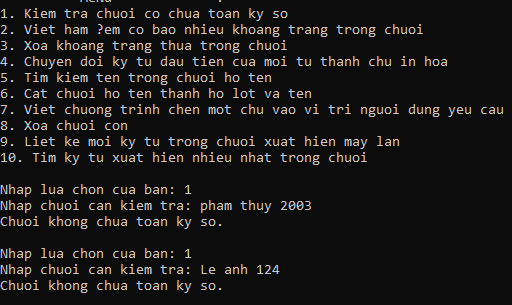 1. Kiem tra chuoi co chua toan ky so
2. Viet ham ?em co bao nhieu khoang trang trong chuoi
3. Xoa khoang trang thua trong chuoi
4. Chuyen doi ky tu dau tien cua moi tu thanh chu in hoa
5. Tim kiem ten trong chuoi ho ten
6. Cat chuoi ho ten thanh ho lot va ten
7. Viet chuong trinh chen mot chu vao vi tri nguoi dung yeu cau
8. Xoa chuoi con
9. Liet ke moi ky tu trong chuoi xuat hien may lan
10. Tim ky tu xuat hien nhieu nhat trong chuoi
Nhap lua chon cua ban: 1
Nhap chuoi can kiem tra: pham thuy 2003
Chuoi khong chua toan ky so.
Nhap lua chon cua ban: 1
Nhap chuoi can kiem tra: Le anh 124
Chuoi khong chua toan ky so.